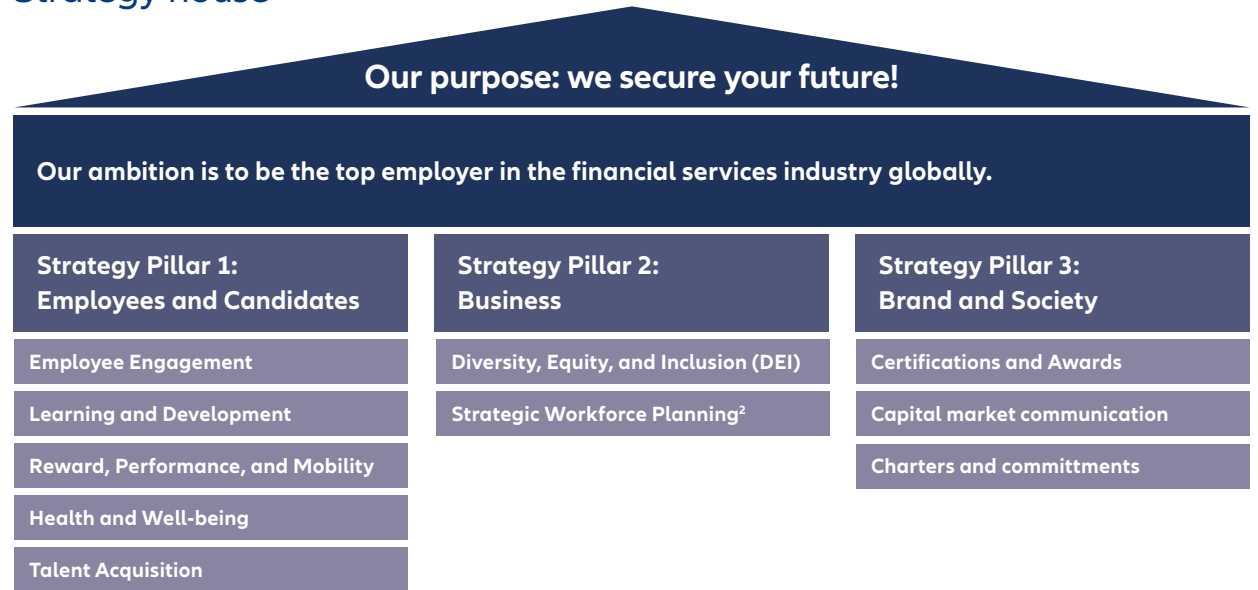 Strategy house
Our purpose: we secure your future!
Our ambition is to be the top employer in the financial services industry globally.
Strategy Pillar 1:
Employees and Candidates
Employee Engagement
Learning and Development
Reward, Performance, and Mobility
Health and Well-being
Talent Acquisition
Strategy Pillar 2:
Business
Diversity, Equity, and Inclusion (DEI)
Strategic Workforce Planning²
Strategy Pillar 3:
Brand and Society
Certifications and Awards
Capital market communication
Charters and committments